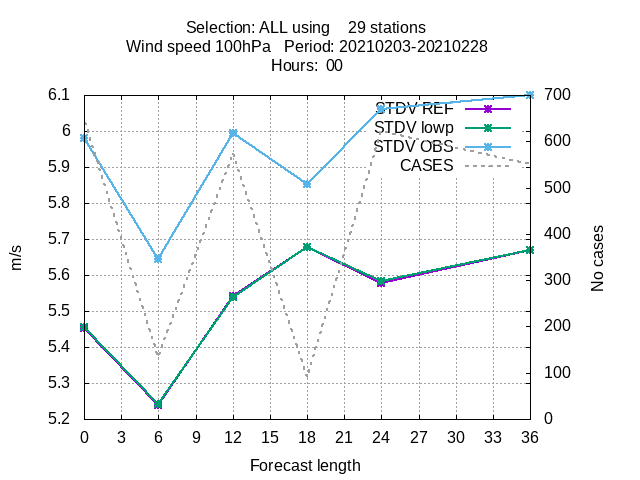 Selection: ALL using 29 stations
Wind speed 100hPa Period: 20210203-20210228
Hours: 00
6.1
6
5.9
5.8
5.7
5.6
5.5
5.4
5.3
5.2
m/s
STDV REF
STDV lowp
STDV OBS
CASES
700
600
500
400
300
200
100
0
No cases
0 3 6 9 12 15 18 21 24 27 30 33 36
Forecast length